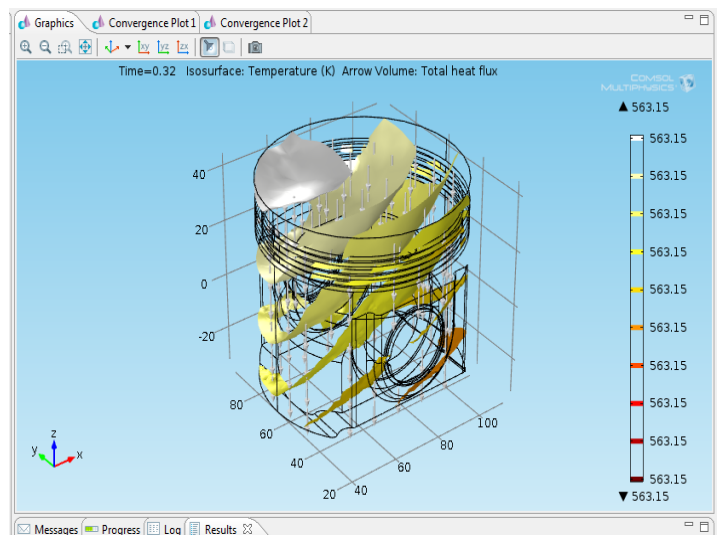 Graphics Convergence Plot 1 Convergence Plot 2
xy yz zx
Time=0.32 Isosurface: Temperature (K) Arrow Volume: Total heat flux
COMSOL
MULTIPHYSICS
▲ 563.15
563.15
563.15
563.15
563.15
563.15
563.15
563.15
563.15
563.15
563.15
▼ 563.15
40
20
0
-20
80
60
40
20
40
60
80
100
z
y
x
Messages Progress Log Results